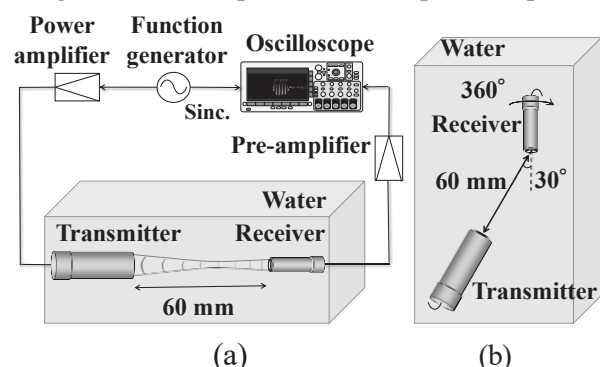 Power
amplifier
Function
generator
Oscilloscope
Sinc.
Pre-amplifier
Water
Transmitter
Receiver
60 mm
(a)
Water
360°
Receiver
60 mm
30°
Transmitter
(b)